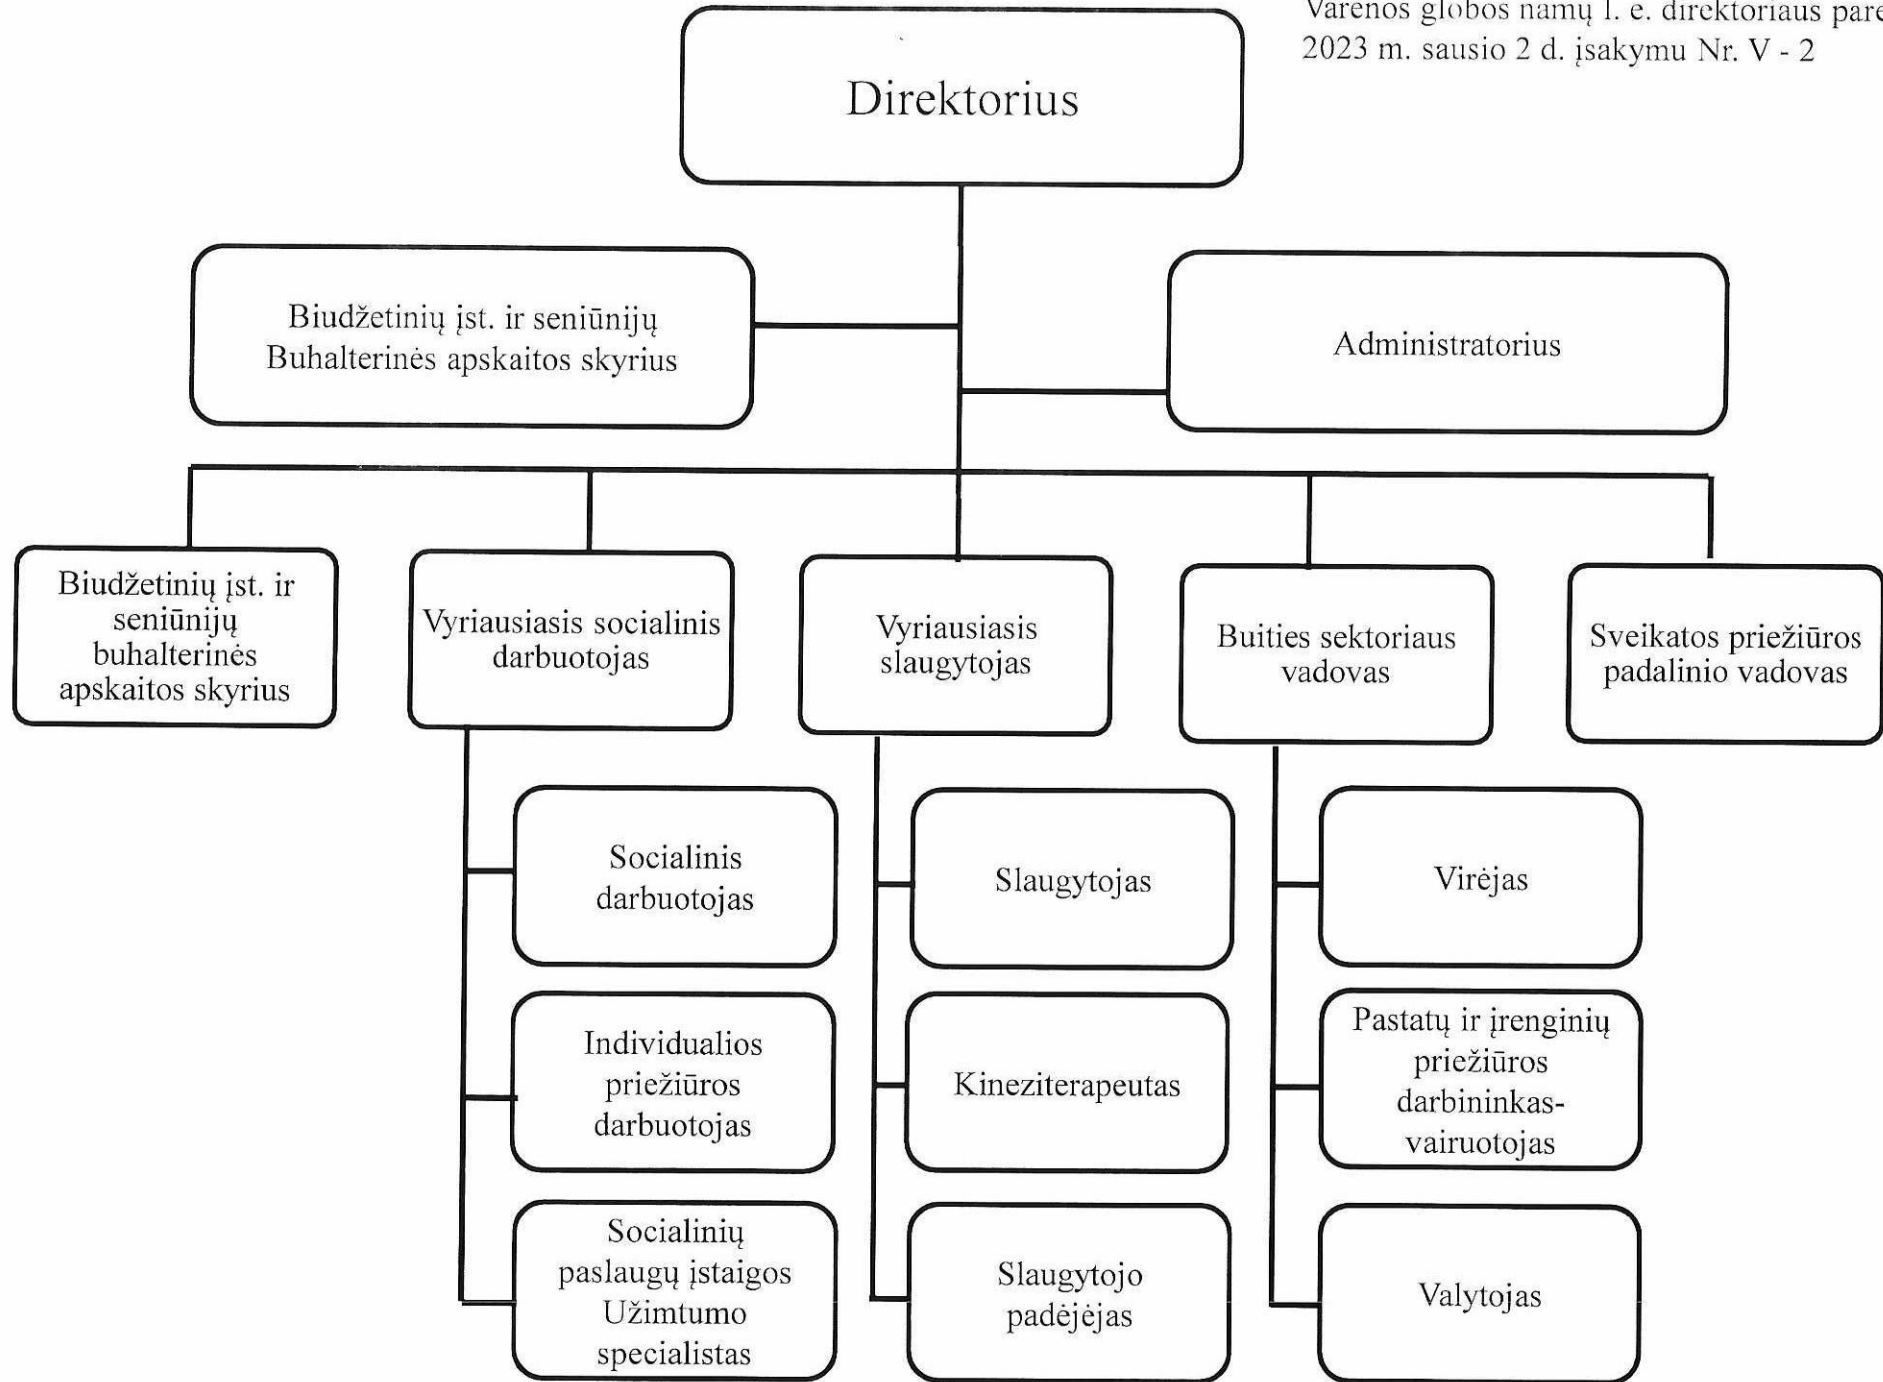 Varėnos globos namų l. e. direktoriaus
2023 m. sausio 2 d. įsakymu Nr. V - 2
Direktorius
Biudžetinių įst. ir seniūnijų
Buhalterinės apskaitos skyrius
Administratorius
Biudžetinių įst. ir
seniūnijų
buhalterinės
apskaitos skyrius
Vyriausiasis socialinis
darbuotojas
Vyriausiasis
slaugytojas
Buities sektoriaus
vadovas
Sveikatos priežiūros
padalinio vadovas
Socialinis
darbuotojas
Slaugytojas
Virėjas
Individualios
priežiūros
darbuotojas
Kineziterapeutas
Pastatų ir įrenginių
priežiūros
darbininkas-
vairuotojas
Socialinių
paslaugų įstaigos
Užimtumo
specialistas
Slaugytojo
padėjėjas
Valytojas